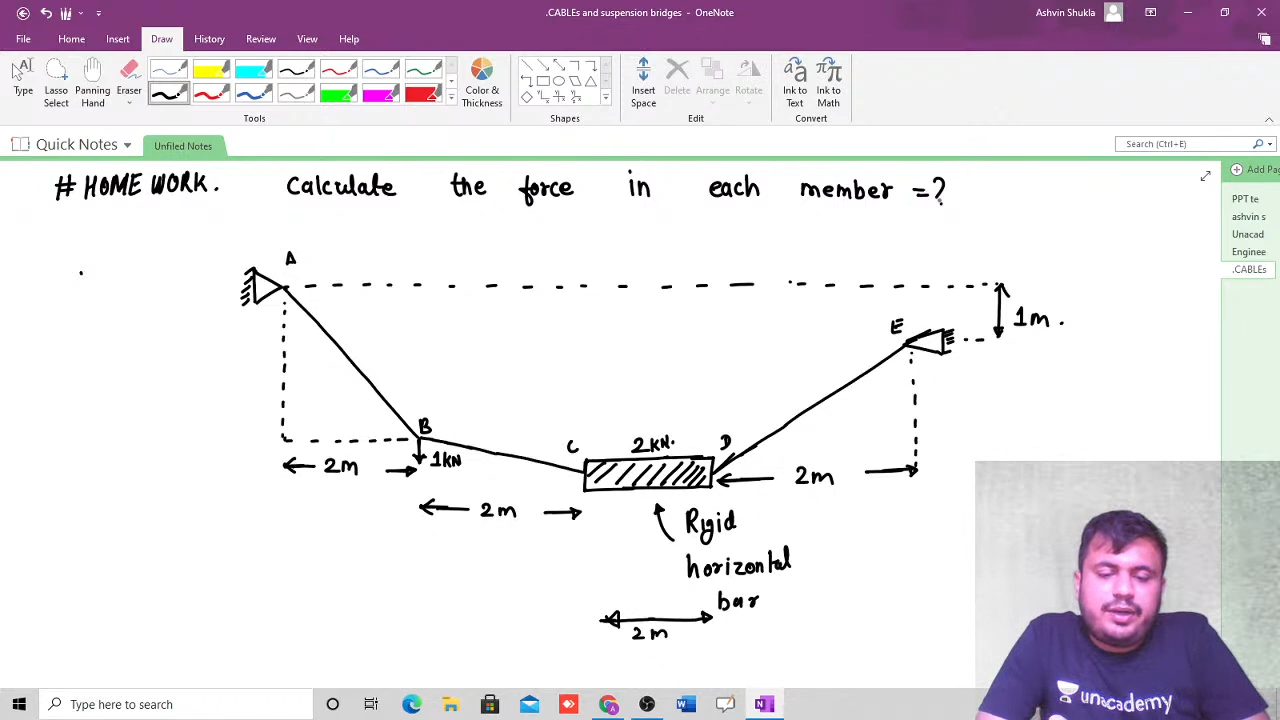 .CABLEs and suspension bridges - OneNote
Ashvin Shukla
File Home Insert Draw History Review View Help
Type Lasso Select Panning Hand Eraser Color & Thickness Insert Space Delete Arrange Rotate Ink to Text Ink to Math
Tools Shapes Edit Convert
Quick Notes Unfiled Notes Search (Ctrl+E)
Add Pag
# HOME WORK. Calculate the force in each member = ?
PPT te
ashvin s
Unacad
Enginee
.CABLEs
A
E
1m.
B
1kN
C
2kN.
D
2m
2m
2m
Rigid
horizontal
bar
2m
unacademy
Type here to search